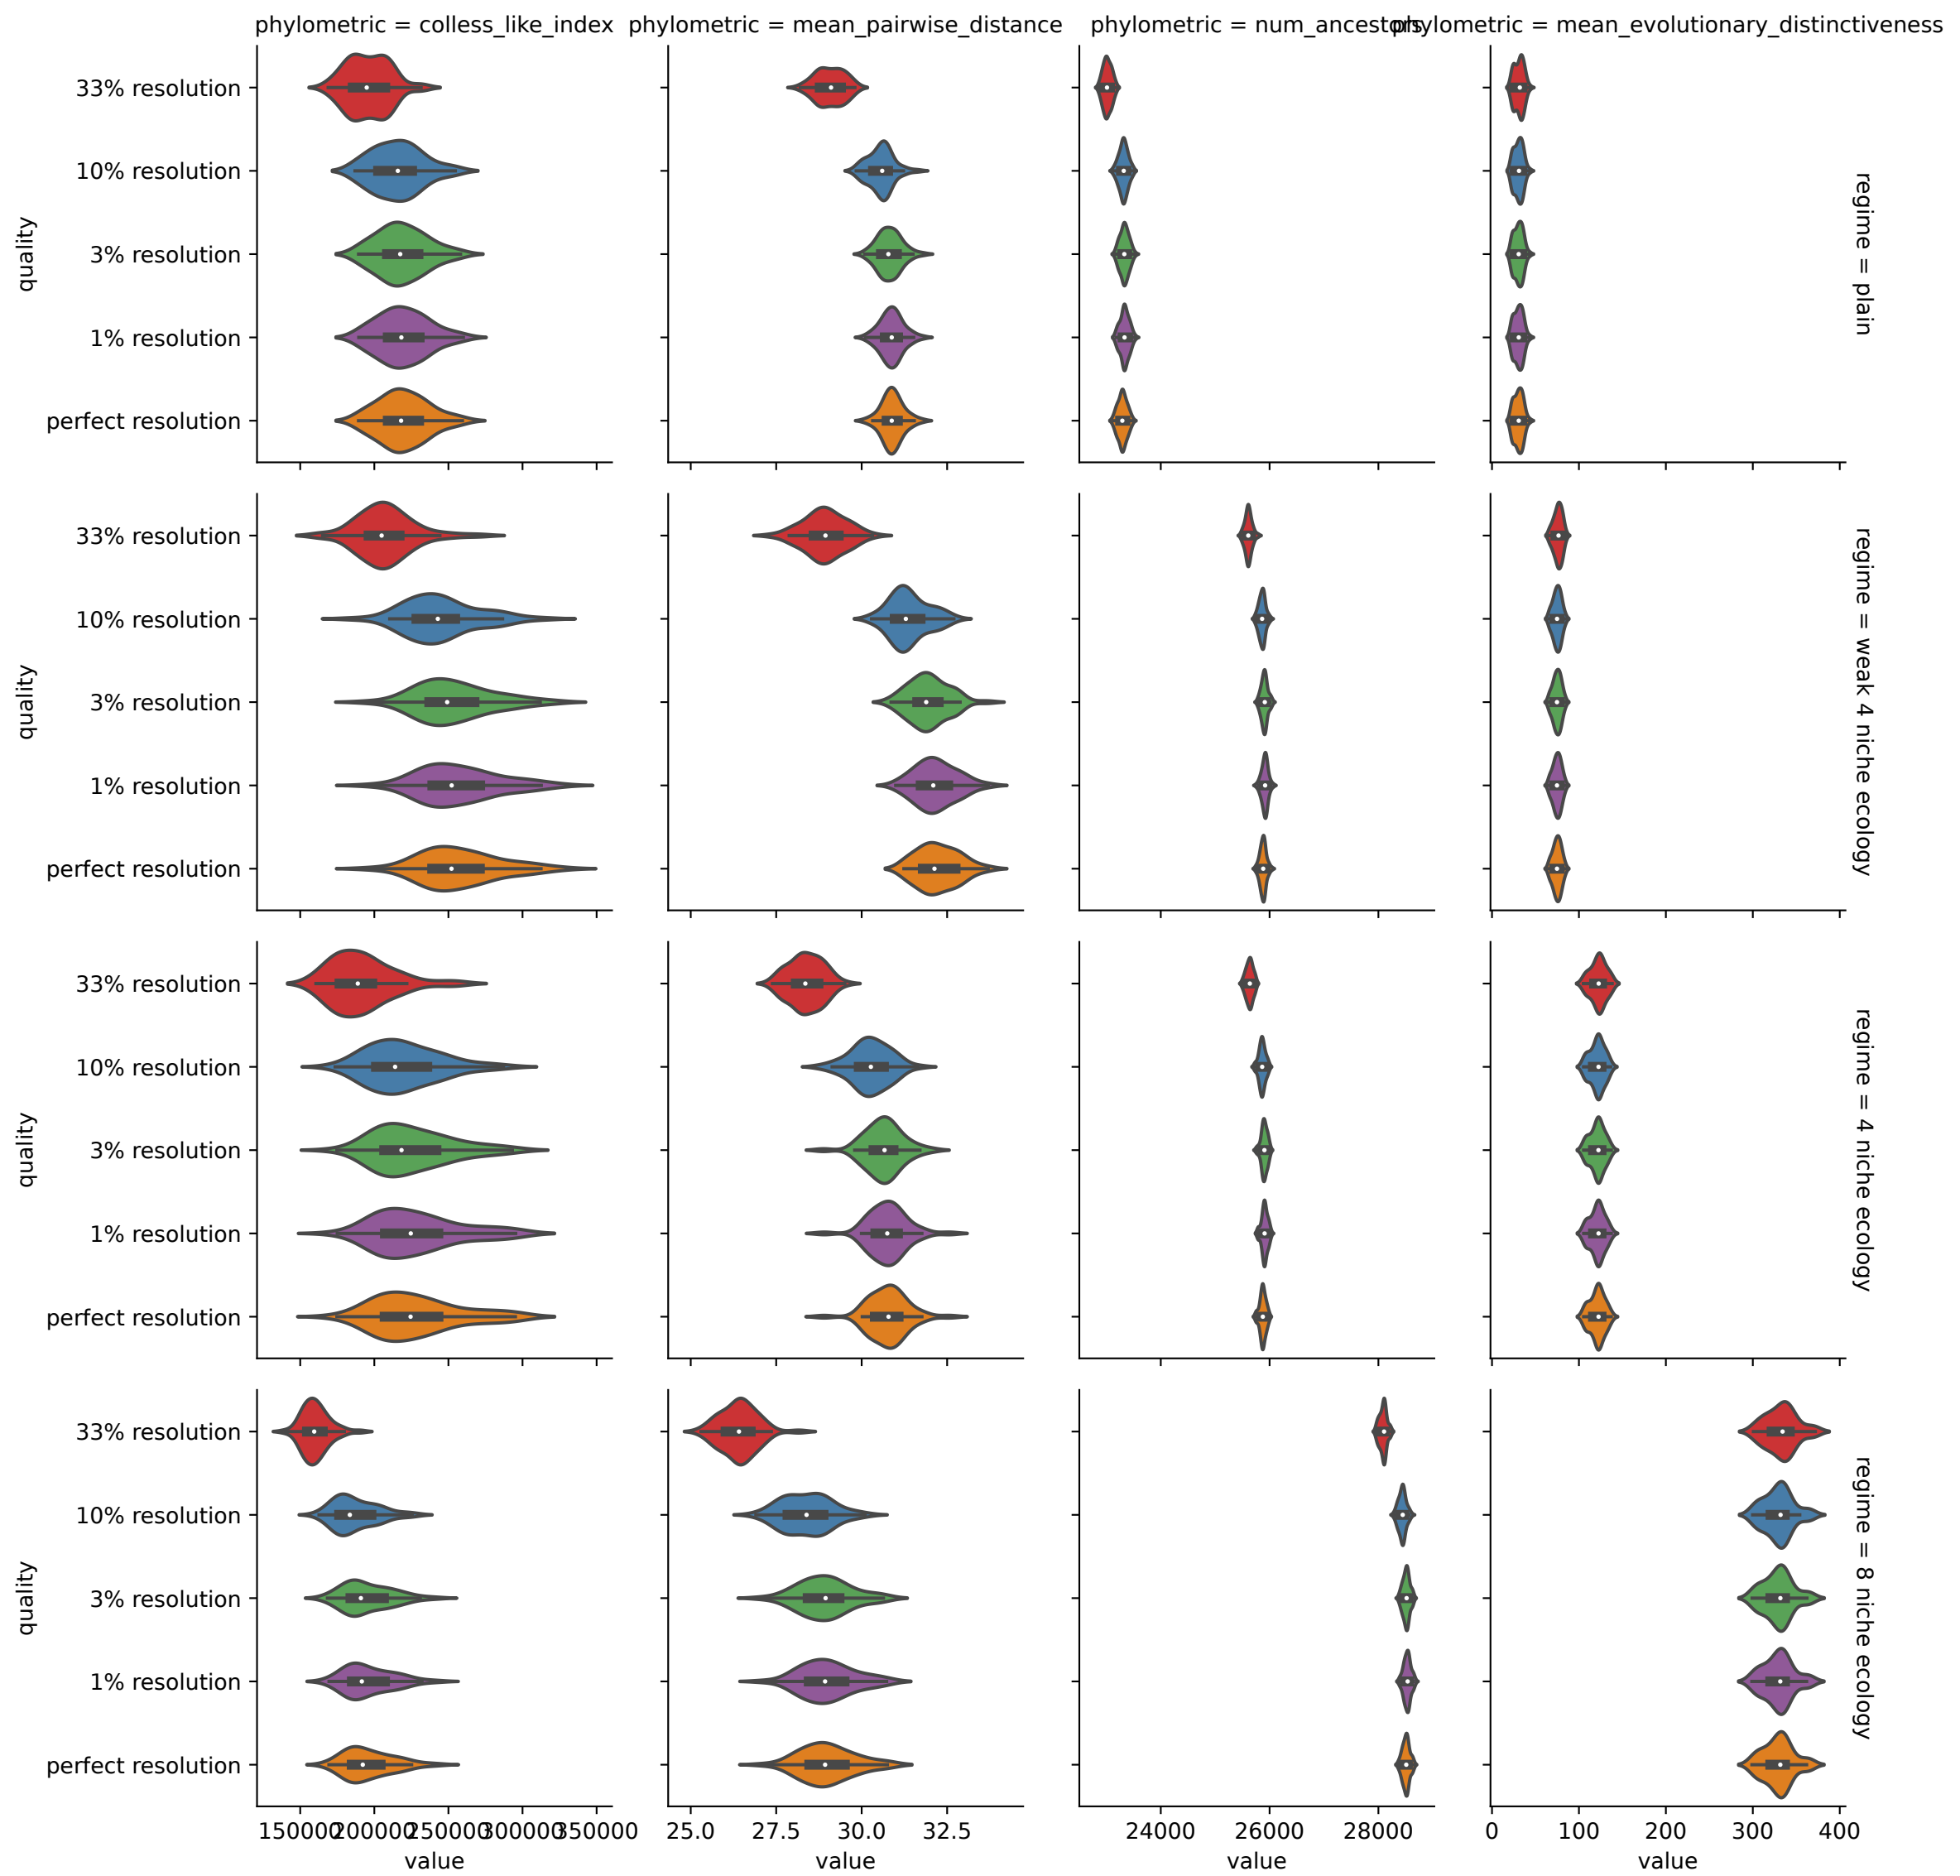 phylometric = colless_like_index
phylometric = mean_pairwise_distance
phylometric = num_ancestors
phylometric = mean_evolutionary_distinctiveness
quality
33% resolution
10% resolution
3% resolution
1% resolution
perfect resolution
regime = plain
quality
33% resolution
10% resolution
3% resolution
1% resolution
perfect resolution
regime = weak 4 niche ecology
quality
33% resolution
10% resolution
3% resolution
1% resolution
perfect resolution
regime = 4 niche ecology
quality
33% resolution
10% resolution
3% resolution
1% resolution
perfect resolution
regime = 8 niche ecology
150000 200000 250000 300000 350000
value
25.0 27.5 30.0 32.5
value
24000 26000 28000
value
0 100 200 300 400
value